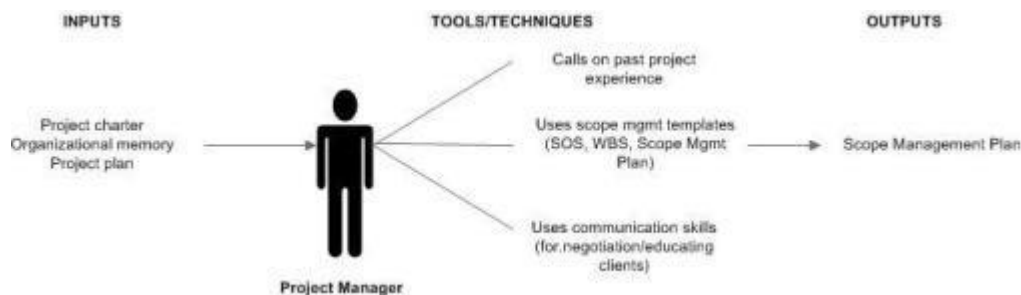 INPUTS
TOOLS/TECHNIQUES
OUTPUTS
Calls on past project
experience
Project charter
Organizational memory
Project plan
Uses scope mgmt templates
(SOS, WBS, Scope Mgmt
Plan)
Scope Management Plan
Uses communication skills
(for negotiation/educating
clients)
Project Manager